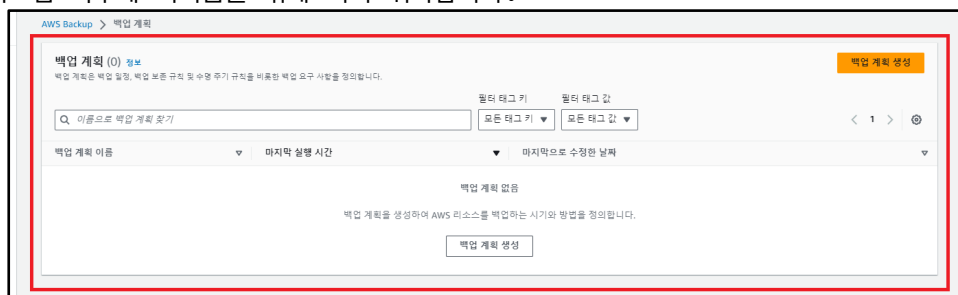 AWS Backup > 백업 계획
백업 계획 (0) 정보
백업 계획 생성
백업 계획은 백업 일정, 백업 보존 규칙 및 수명 주기 규칙을 비롯한 백업 요구 사항을 정의합니다.
필터 태그 키 필터 태그 값
이름으로 백업 계획 찾기 모든 태그 키 모든 태그 값 < 1 >
백업 계획 이름 마지막 실행 시간 마지막으로 수정한 날짜
백업 계획 없음
백업 계획을 생성하여 AWS 리소스를 백업하는 시기와 방법을 정의합니다.
백업 계획 생성